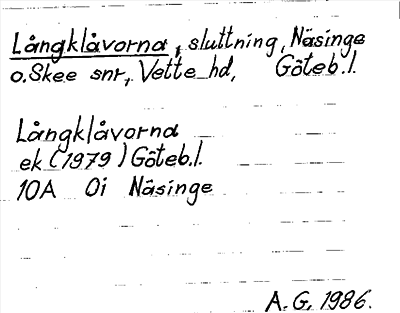 Långklåvorna, sluttning, Näsinge
o. Skee snr, Vette hd, Göteb.l.
Långklåvorna
ek (1979) Göteb.l.
10A 0i Näsinge
A.G. 1986.